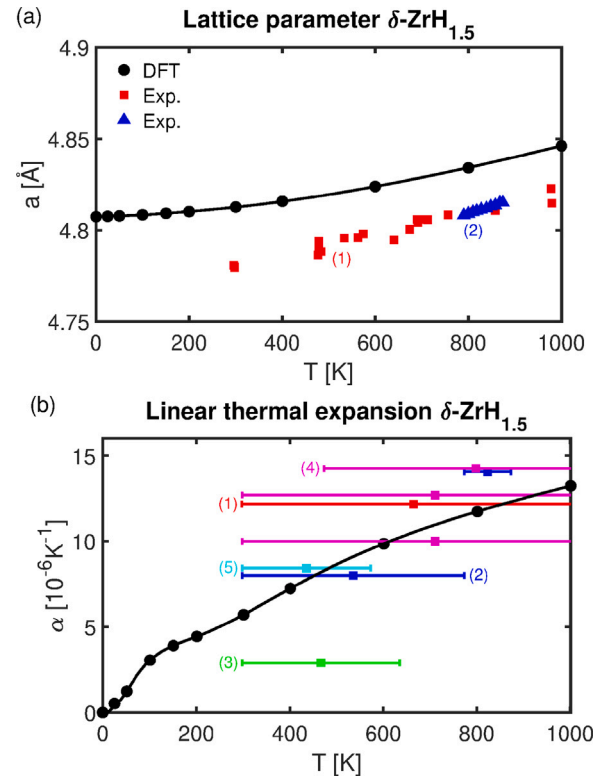 (a)
Lattice parameter δ-ZrH1.5
4.9
DFT
Exp.
Exp.
4.85
a [Å]
4.8
(1)
(2)
4.75
0 200 400 600 800 1000
T [K]
(b)
Linear thermal expansion δ-ZrH1.5
15
(4)
(1)
10
α [10-6K-1]
(5)
(2)
5
(3)
0
0 200 400 600 800 1000
T [K]